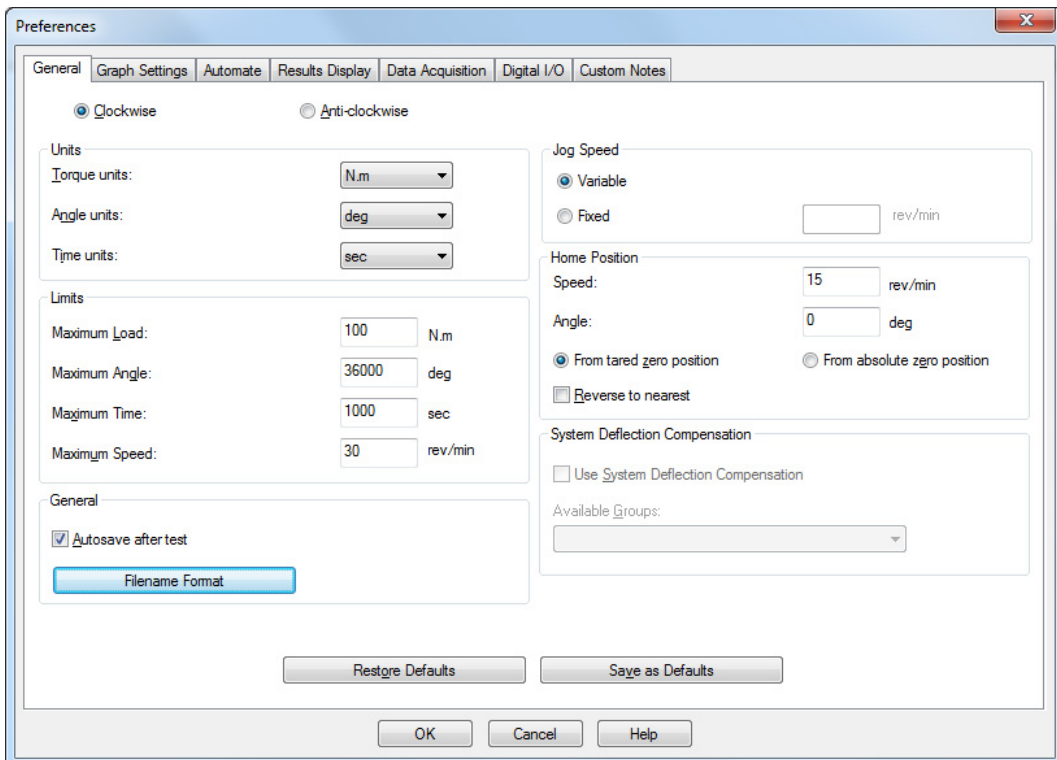 Preferences
x
General Graph Settings Automate Results Display Data Acquisition Digital I/O Custom Notes
Clockwise Anti-clockwise
Units
Torque units: N.m
Angle units: deg
Time units: sec
Limits
Maximum Load: 100 N.m
Maximum Angle: 36000 deg
Maximum Time: 1000 sec
Maximum Speed: 30 rev/min
General
Autosave after test
Filename Format
Jog Speed
Variable
Fixed rev/min
Home Position
Speed: 15 rev/min
Angle: 0 deg
From tared zero position From absolute zero position
Reverse to nearest
System Deflection Compensation
Use System Deflection Compensation
Available Groups:
Restore Defaults Save as Defaults
OK Cancel Help